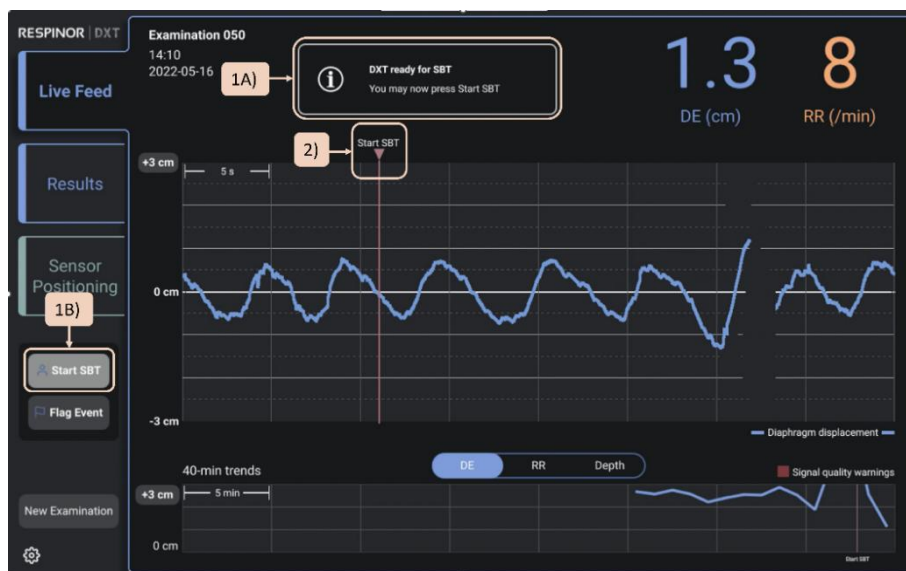 RESPINOR | DXT
Examination 050
14:10
2022-05-16
1A)
DXT ready for SBT
You may now press Start SBT
1.3
DE (cm)
8
RR (/min)
Live Feed
Results
Sensor
Positioning
1B)
Start SBT
Flag Event
New Examination
2)
Start SBT
+3 cm
5 s
0 cm
-3 cm
Diaphragm displacement
40-min trends
DE
RR
Depth
Signal quality warnings
+3 cm
5 min
0 cm
Start SBT